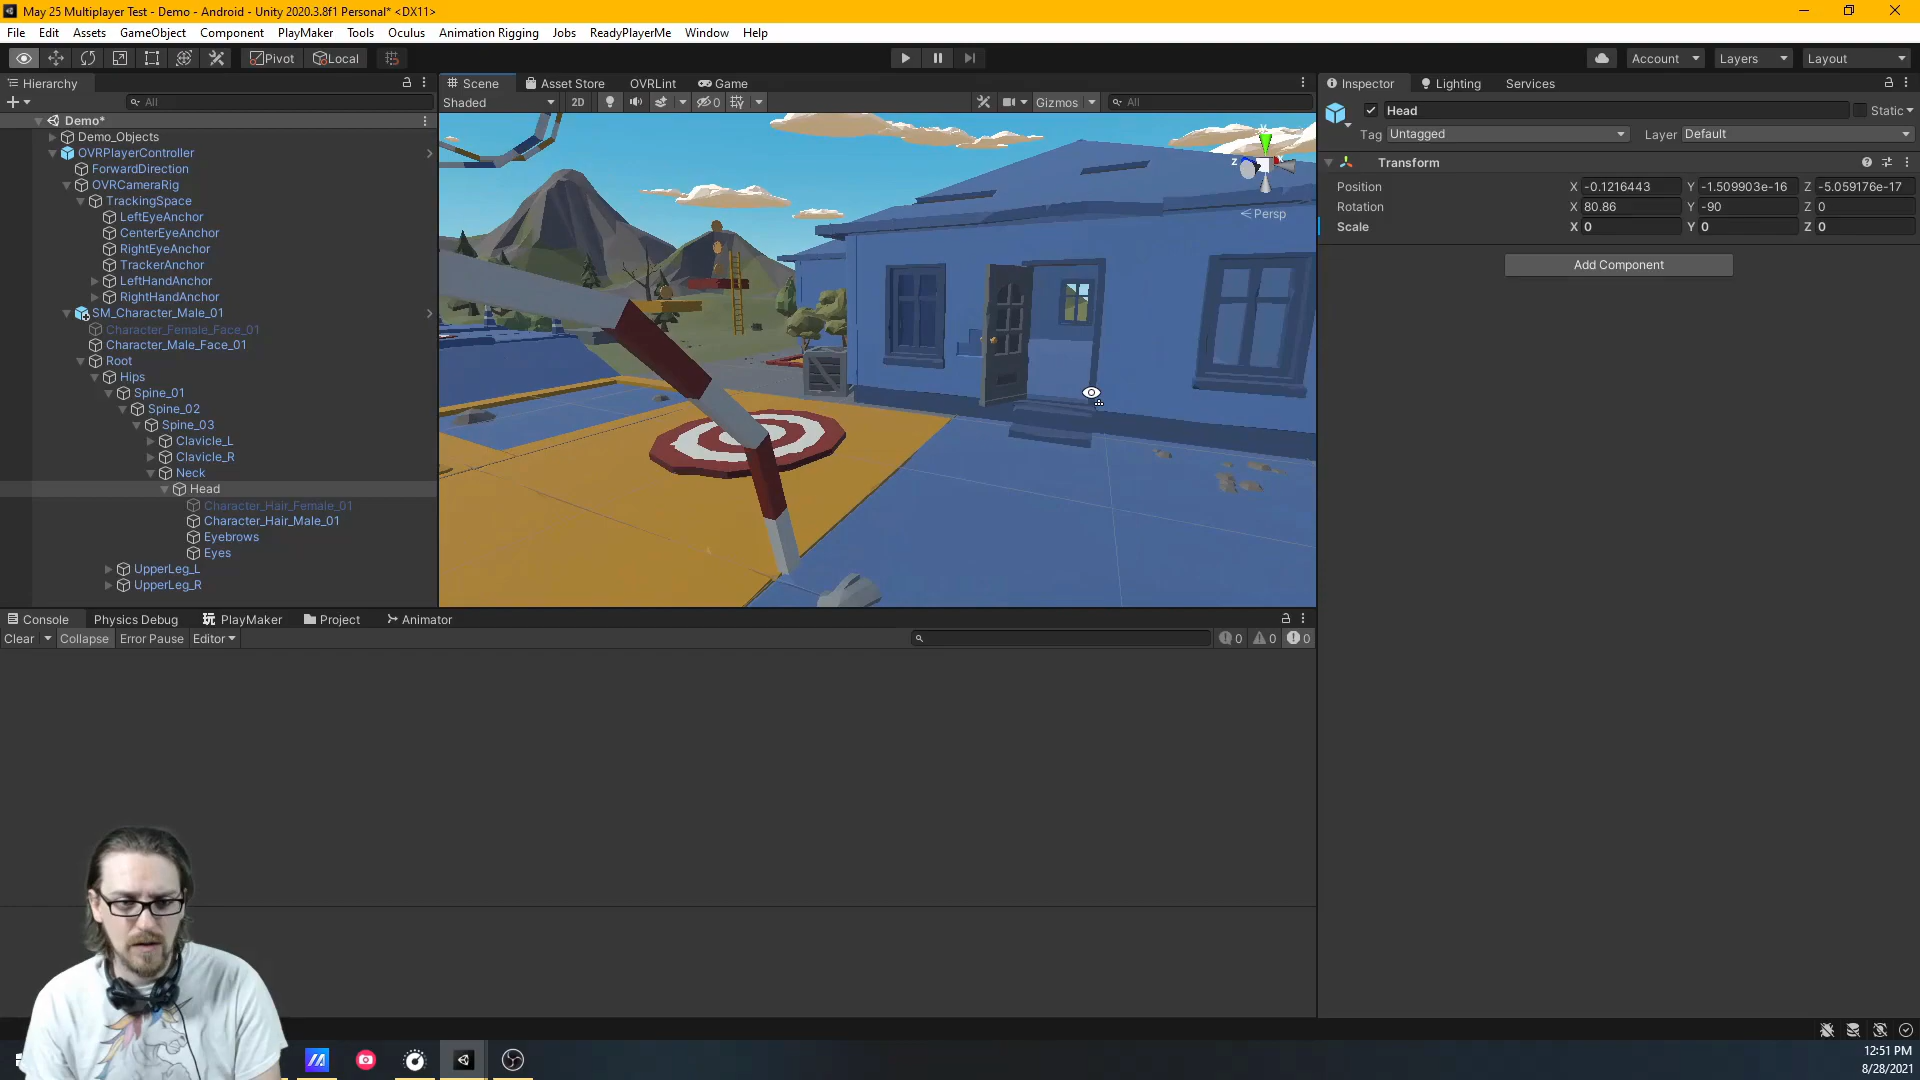 May 25 Multiplayer Test - Demo - Android - Unity 2020.3.8f1 Personal* <DX11>
File Edit Assets GameObject Component PlayMaker Tools Oculus Animation Rigging Jobs ReadyPlayerMe Window Help
Pivot Local Account Layers Layout
Hierarchy Scene Asset Store OVRLint Game Inspector Lighting Services
All Shaded 2D 0 Gizmos All
Demo*
Demo_Objects
OVRPlayerController
ForwardDirection
OVRCameraRig
TrackingSpace
LeftEyeAnchor
CenterEyeAnchor
RightEyeAnchor
TrackerAnchor
LeftHandAnchor
RightHandAnchor
SM_Character_Male_01
Character_Female_Face_01
Character_Male_Face_01
Root
Hips
Spine_01
Spine_02
Spine_03
Clavicle_L
Clavicle_R
Neck
Head
Character_Hair_Female_01
Character_Hair_Male_01
Eyebrows
Eyes
UpperLeg_L
UpperLeg_R
y
z x
Persp
Head Static
Tag Untagged Layer Default
Transform
Position X -0.1216443 Y -1.509903e-16 Z -5.059176e-17
Rotation X 80.86 Y -90 Z 0
Scale X 0 Y 0 Z 0
Add Component
Console Physics Debug PlayMaker Project Animator
Clear Collapse Error Pause Editor 0 0 0
12:51 PM
8/28/2021